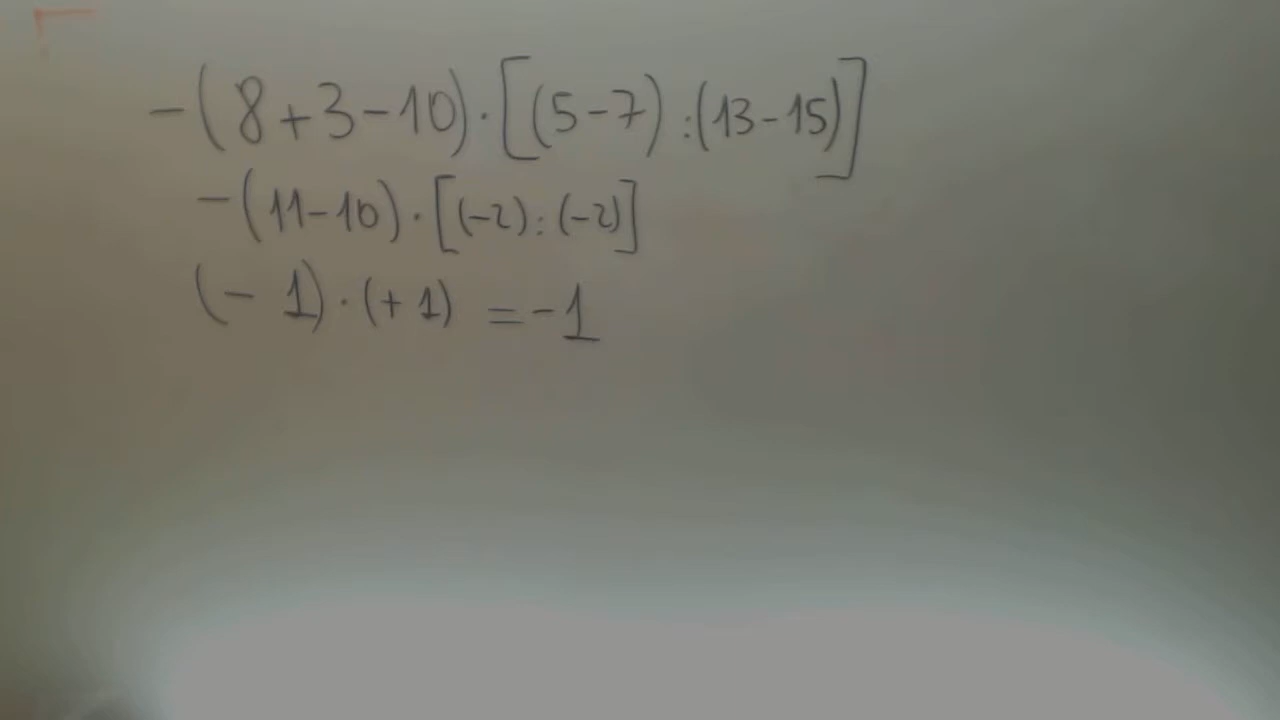 -(8+3-10)·[(5-7):(13-15)]
-(11-10)·[(-2):(-2)]
(-1)·(+1) =-1